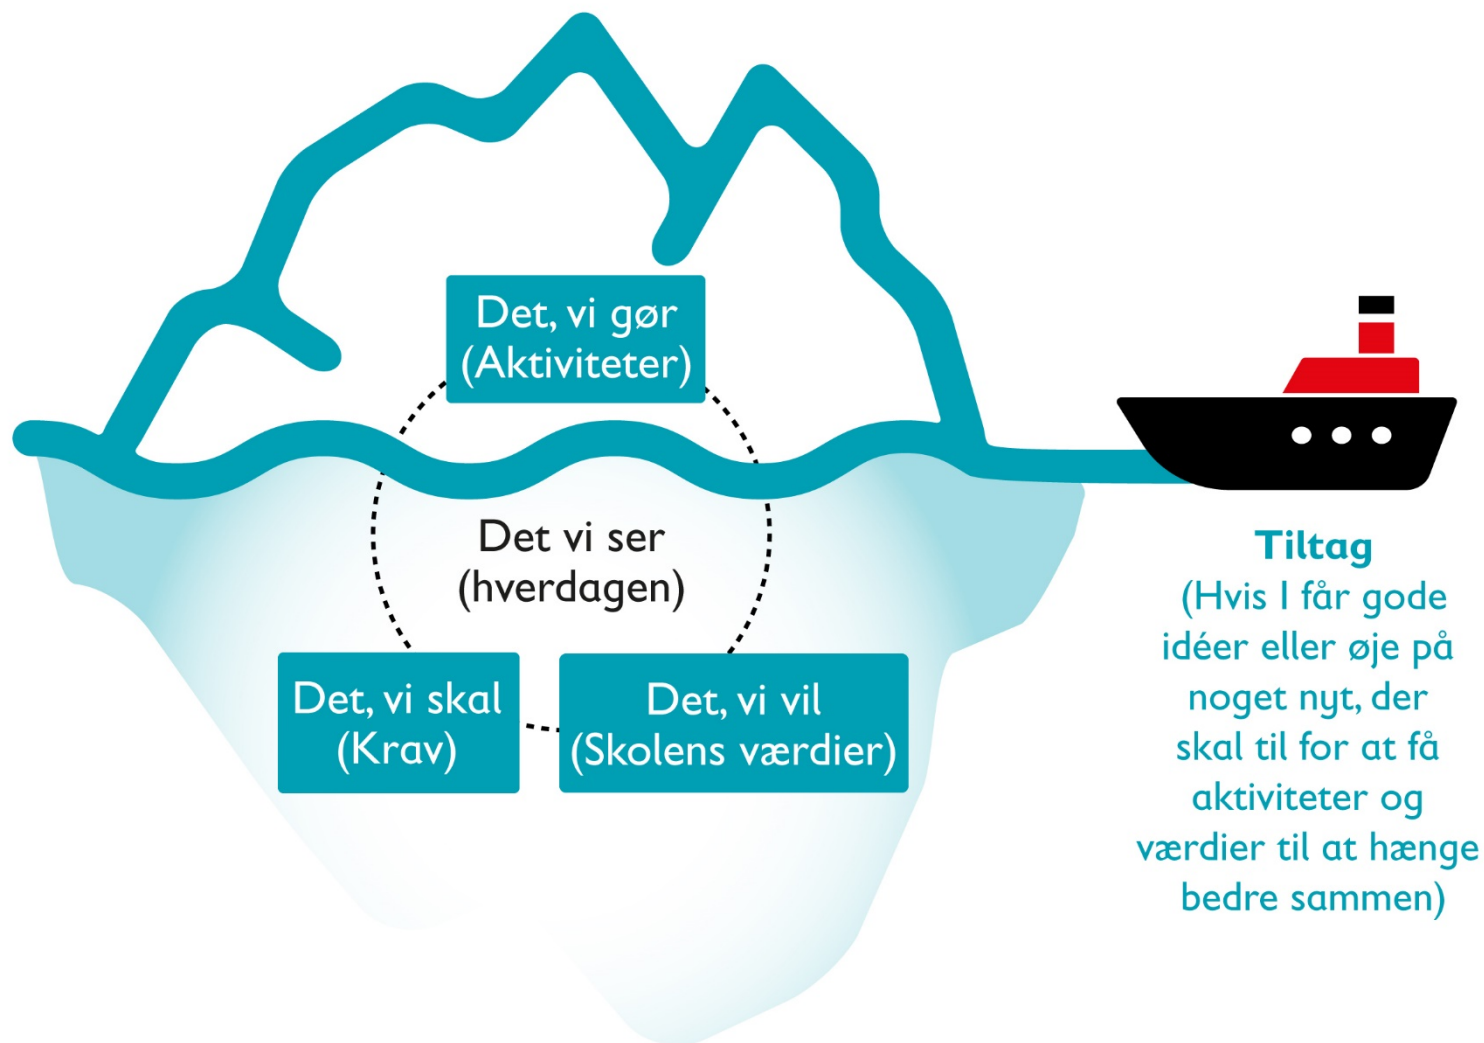 Det, vi gør
(Aktiviteter)
Det vi ser
(hverdagen)
Det, vi skal
(Krav)
Det, vi vil
(Skolens værdier)
Tiltag
(Hvis I får gode
idéer eller øje på
noget nyt, der
skal til for at få
aktiviteter og
værdier til at hænge
bedre sammen)